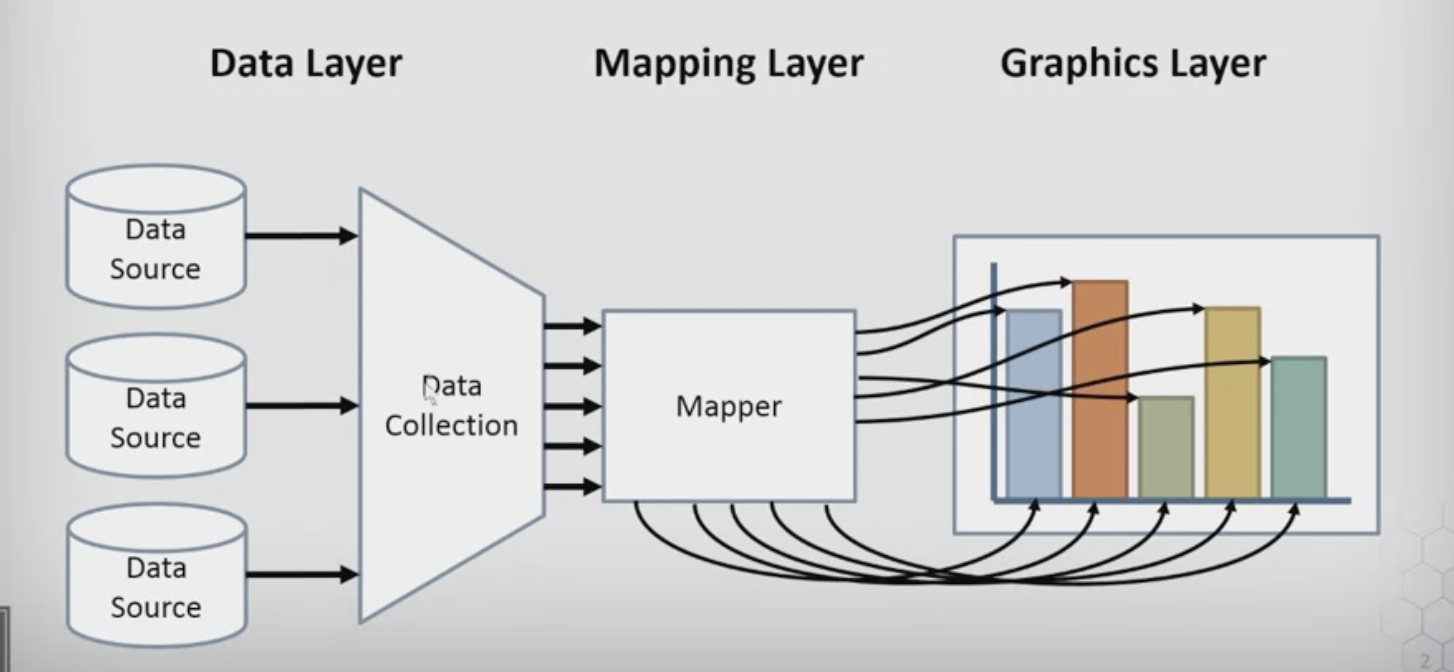 Data Layer
Mapping Layer
Graphics Layer
Data
Source
Data
Source
Data
Source
Data
Collection
Mapper
2